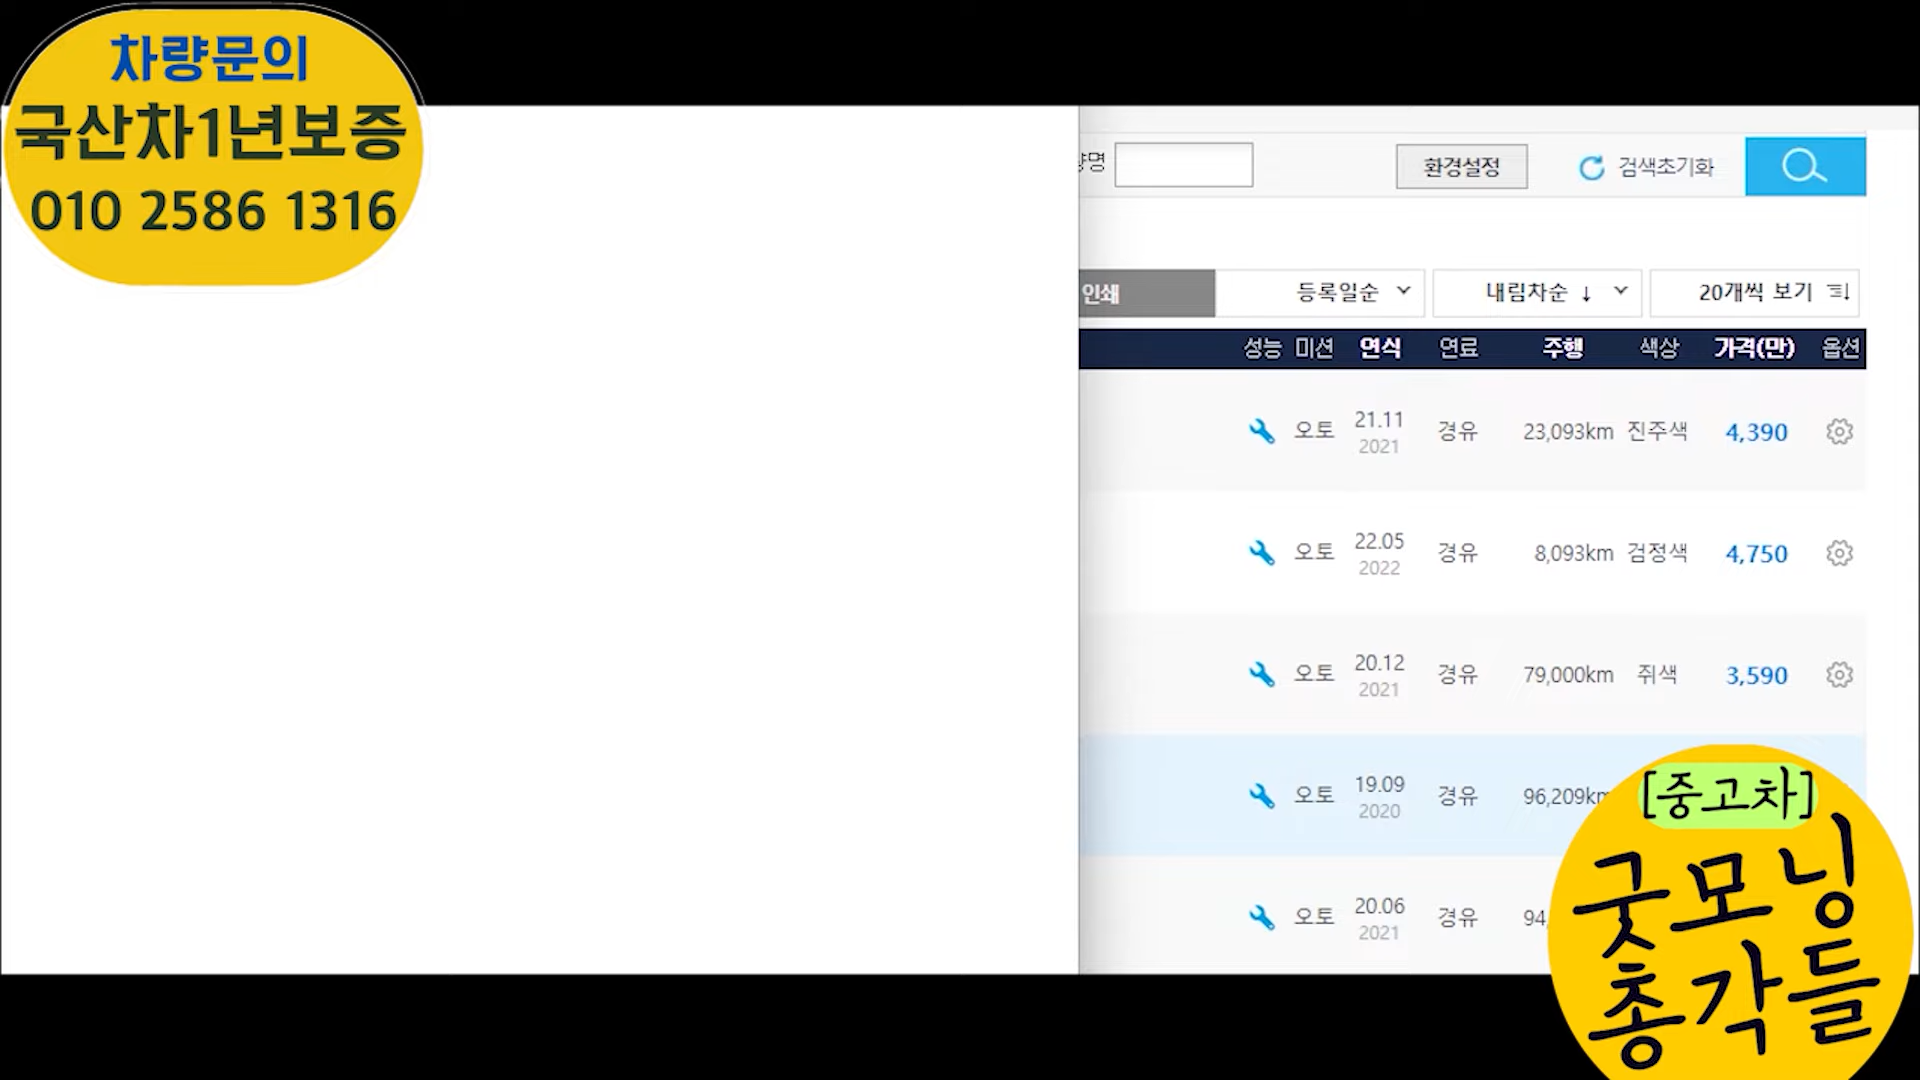 차량문의
국산차1년보증
010 2586 1316
환경설정
검색초기화
인쇄
등록일순
내림차순 ↓
20개씩 보기
성능 미션 연식 연료 주행 색상 가격(만) 옵션
오토 21.11 2021 경유 23,093km 진주색 4,390
오토 22.05 2022 경유 8,093km 검정색 4,750
오토 20.12 2021 경유 79,000km 쥐색 3,590
오토 19.09 2020 경유 96,209km
오토 20.06 2021 경유 94,
[중고차]
굿모닝
총각들